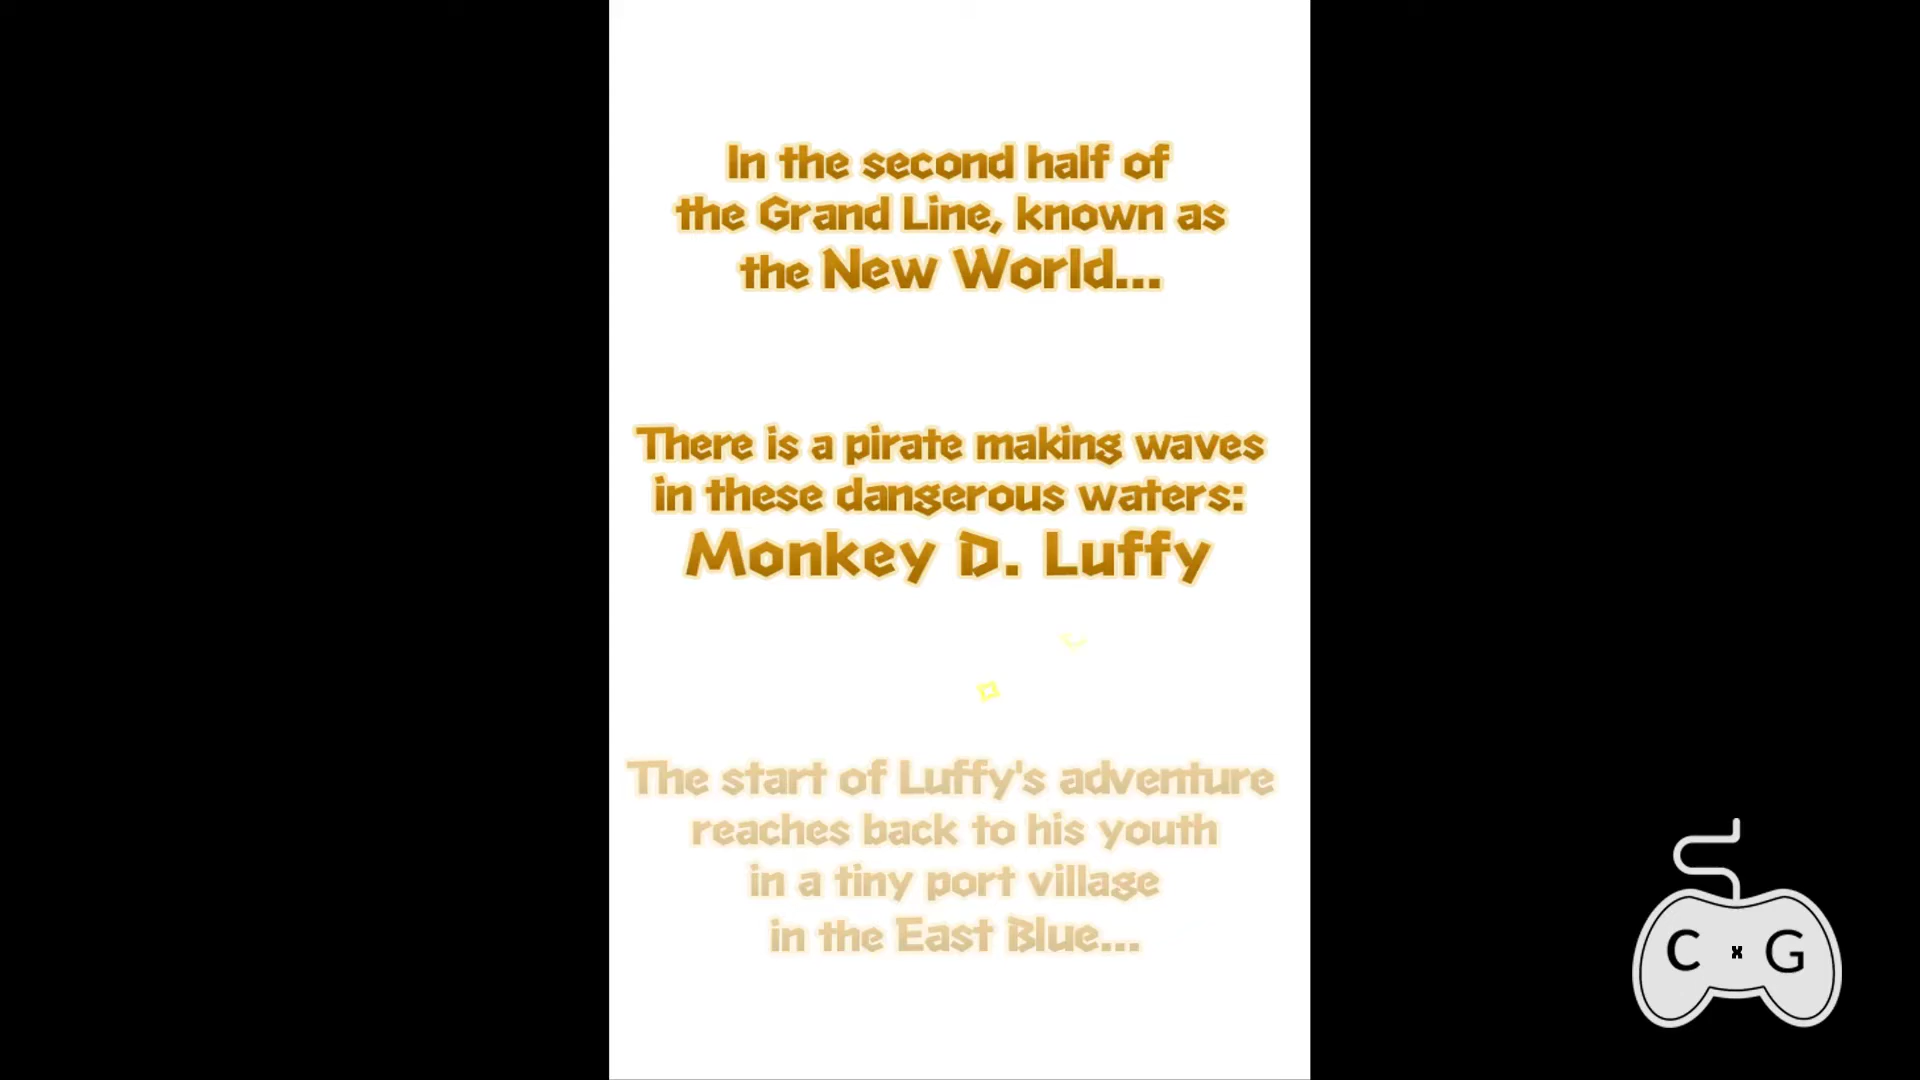 In the second half of
the Grand Line, known as
the New World...
There is a pirate making waves
in these dangerous waters:
Monkey D. Luffy
The start of Luffy's adventure
reaches back to his youth
in a tiny port village
in the East Blue...
C x G